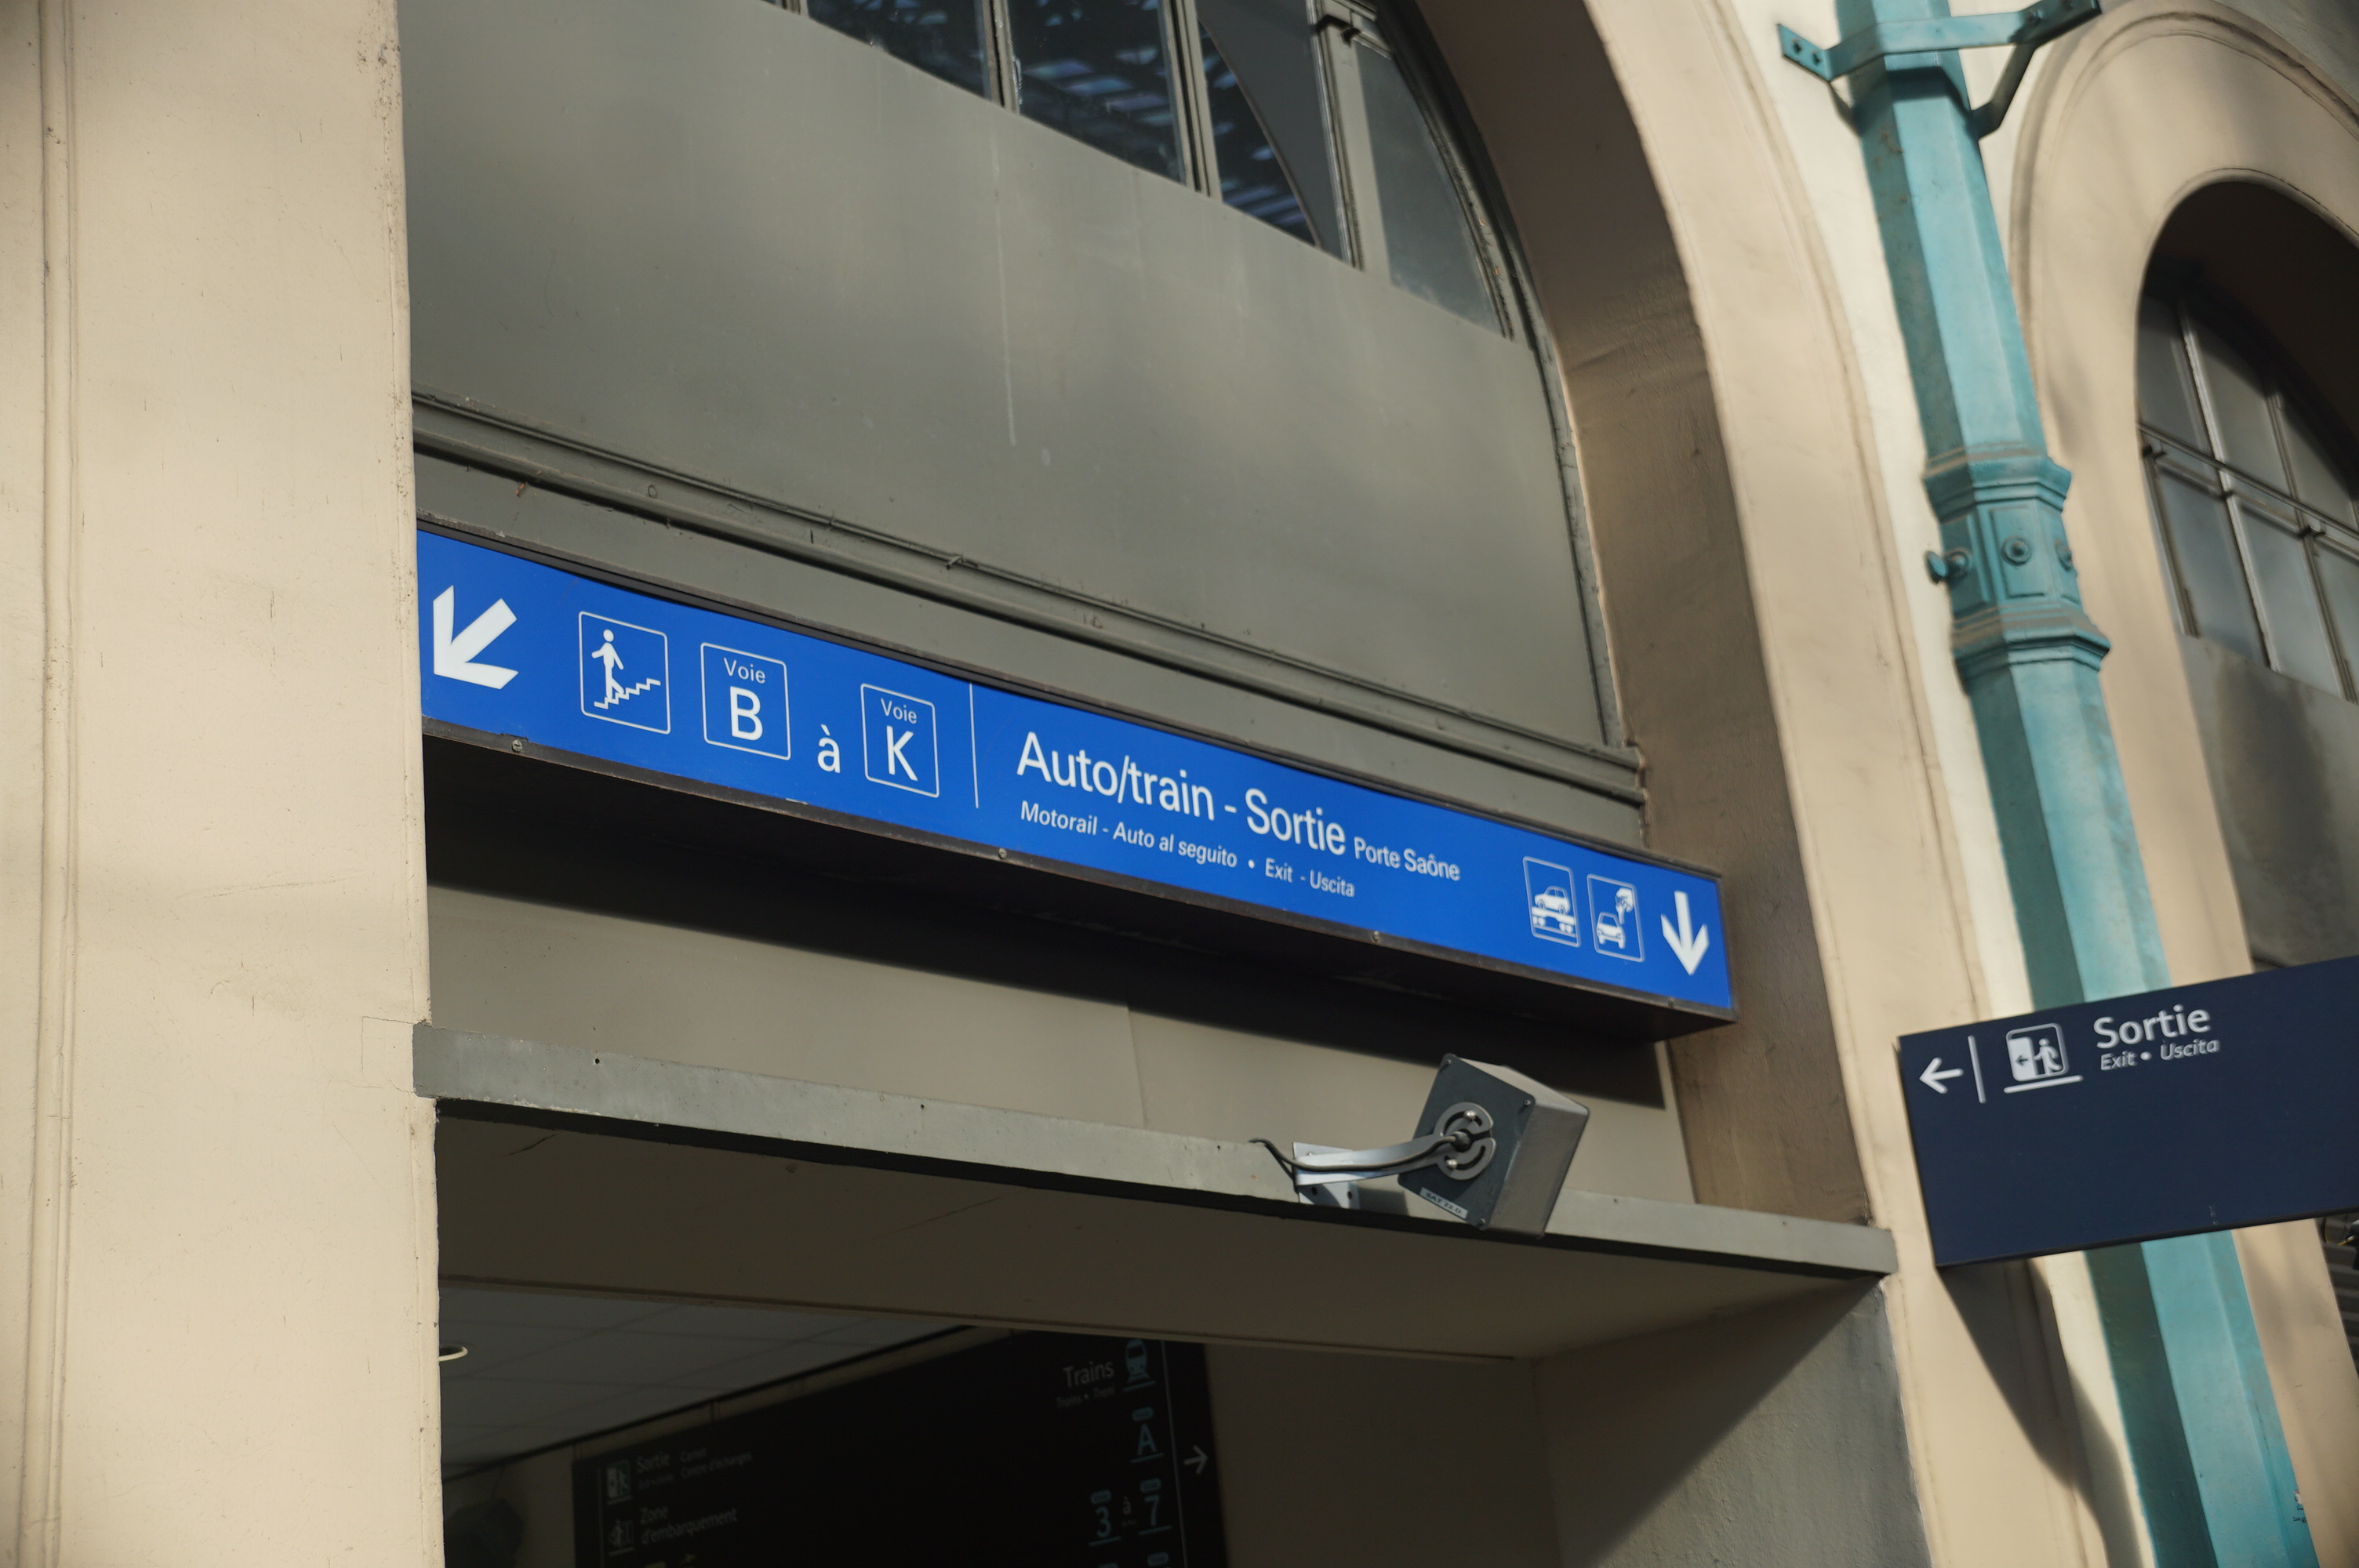 Voie
B
à
Voie
K
Auto/train - Sortie Porte Saône
Motorail - Auto al seguito • Exit - Uscita
Sortie
Exit • Uscita
Trains
A
Sortie
Zone
d'embarquement
3 à 7